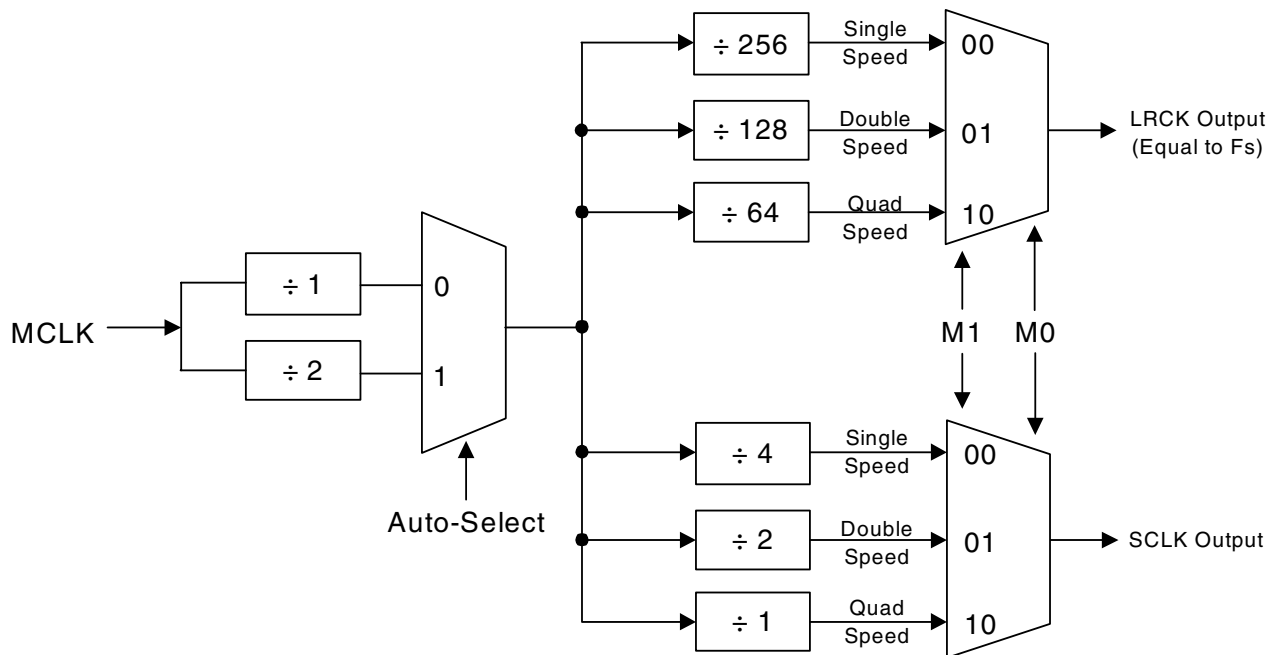 ÷ 256
Single
Speed
00
÷ 128
Double
Speed
01
LRCK Output
(Equal to Fs)
÷ 64
Quad
Speed
10
MCLK
÷ 1
0
÷ 2
1
Auto-Select
M1
M0
÷ 4
Single
Speed
00
÷ 2
Double
Speed
01
SCLK Output
÷ 1
Quad
Speed
10